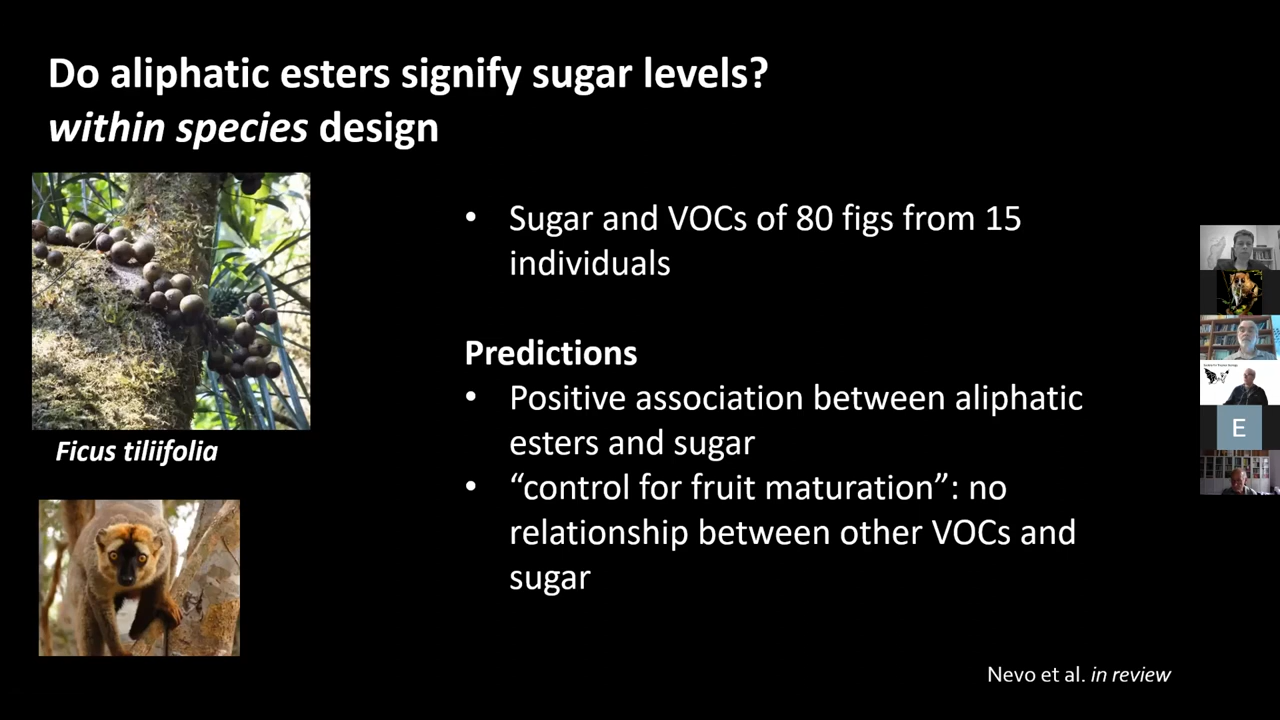 Do aliphatic esters signify sugar levels?
within species design
• Sugar and VOCs of 80 figs from 15
individuals
Predictions
• Positive association between aliphatic
esters and sugar
• “control for fruit maturation”: no
relationship between other VOCs and
sugar
Ficus tiliifolia
Nevo et al. in review
E